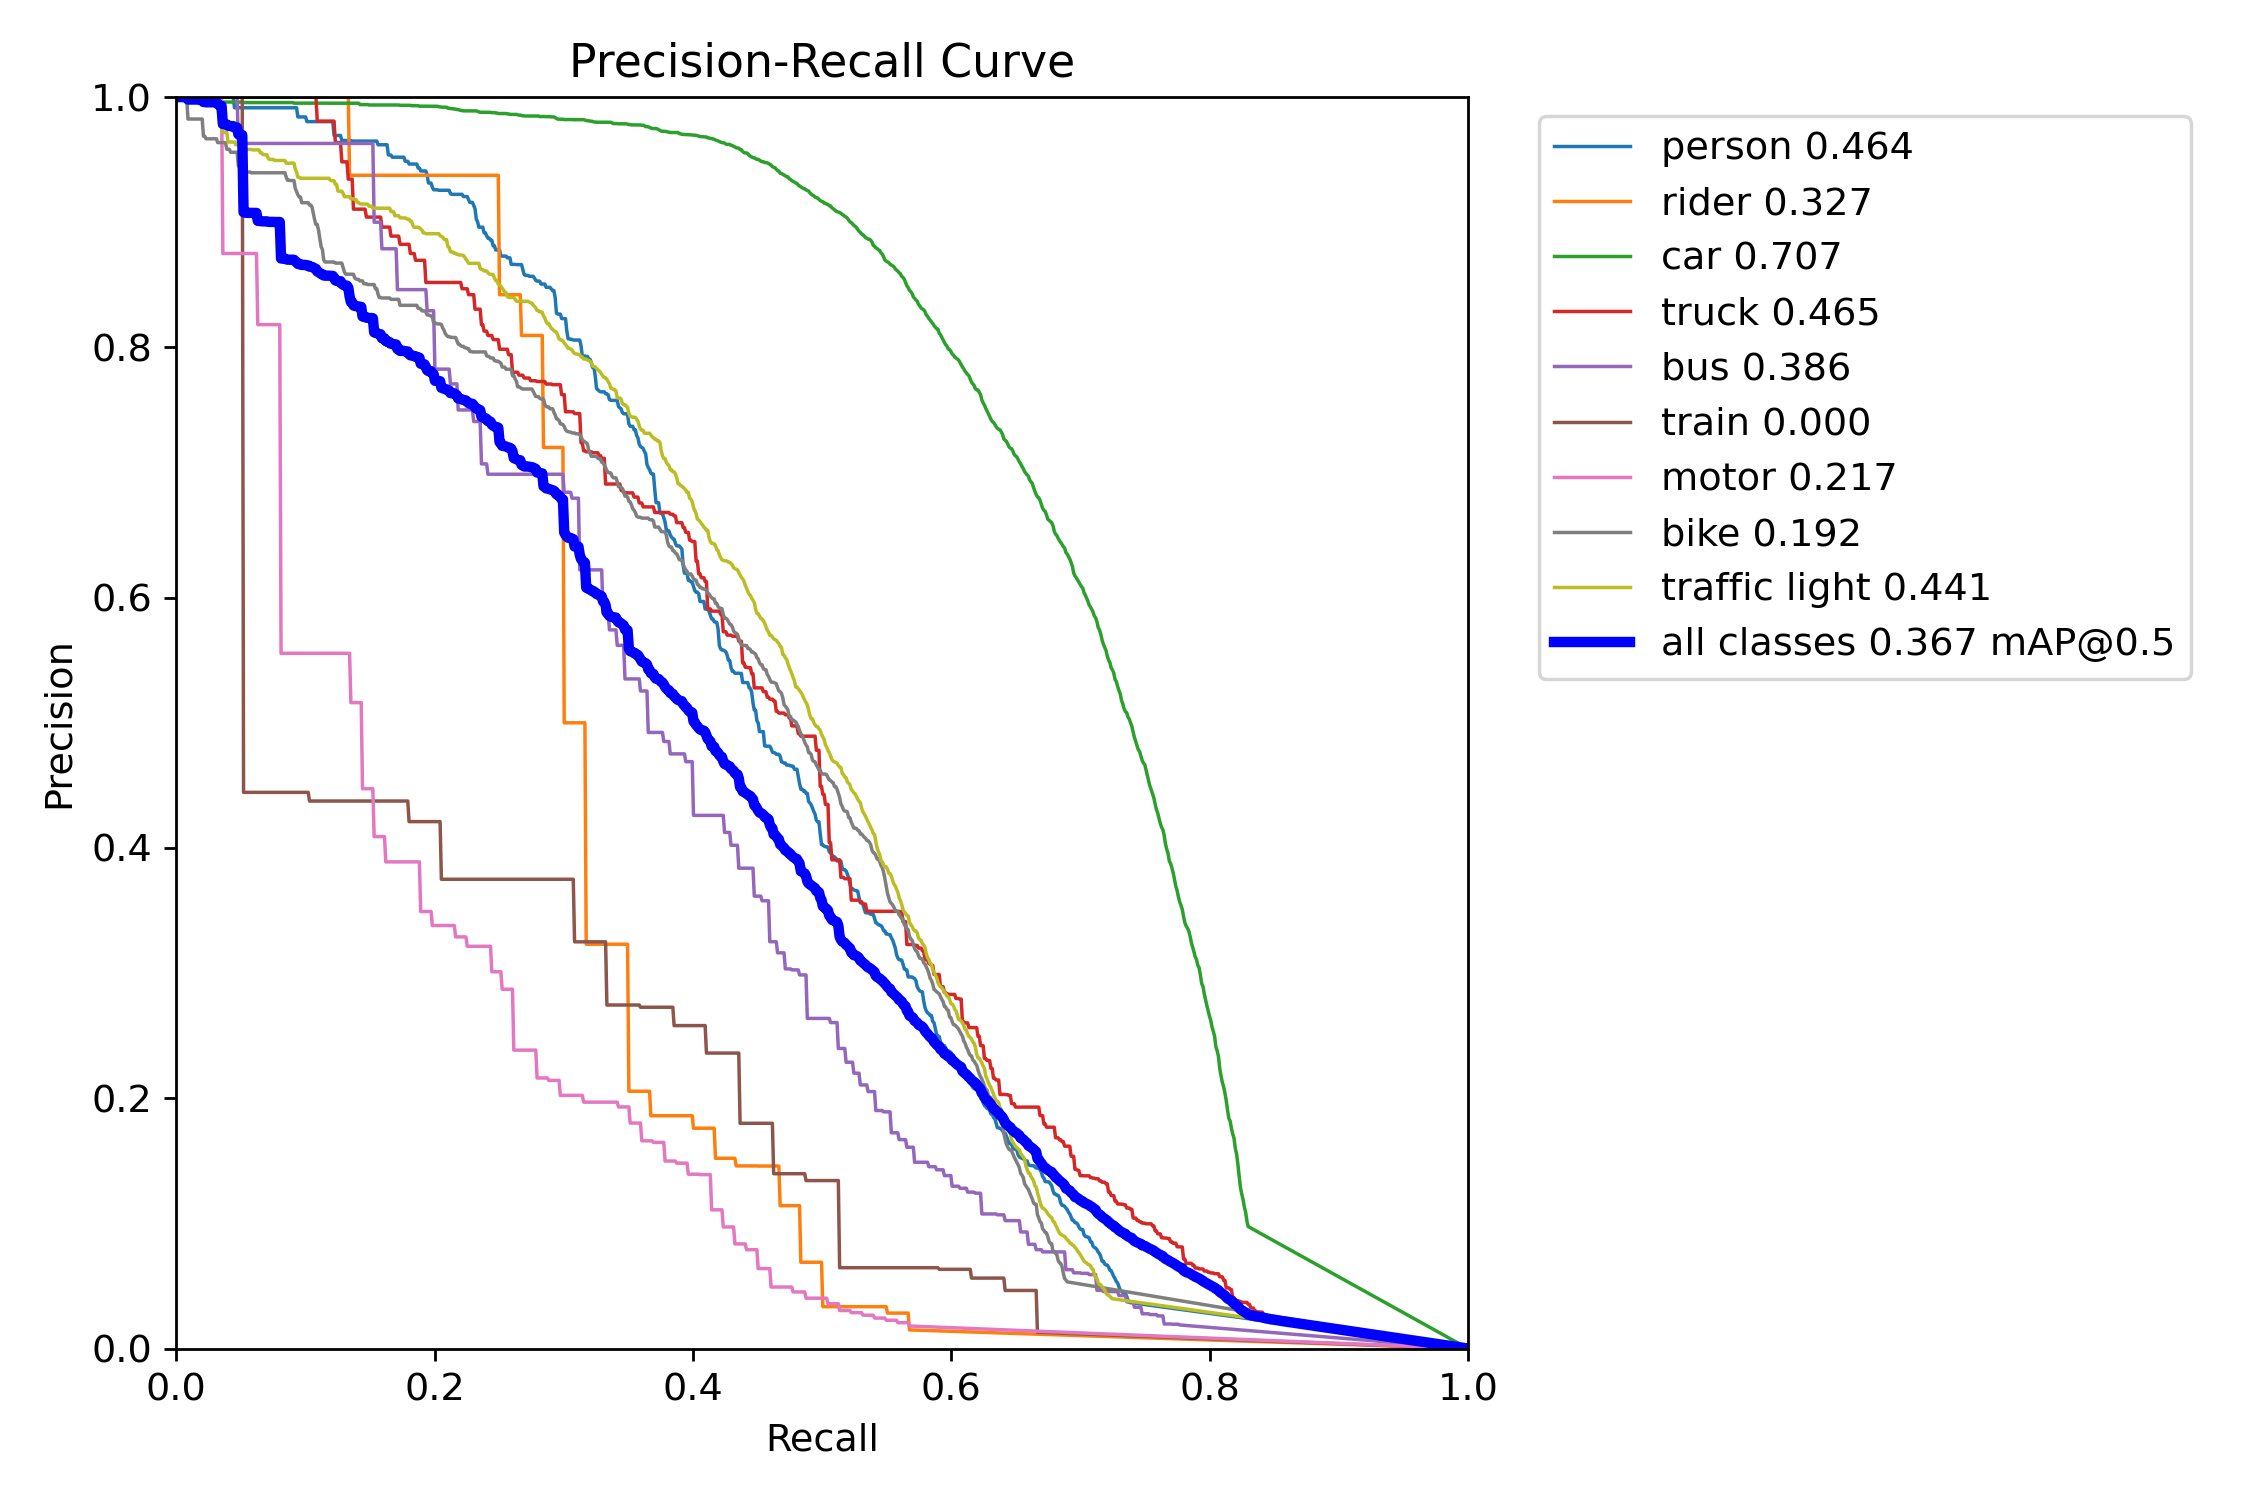 Precision-Recall Curve
1.0
0.8
0.6
0.4
0.2
0.0
Precision
0.0 0.2 0.4 0.6 0.8 1.0
Recall
person 0.464
rider 0.327
car 0.707
truck 0.465
bus 0.386
train 0.000
motor 0.217
bike 0.192
traffic light 0.441
all classes 0.367 mAP@0.5